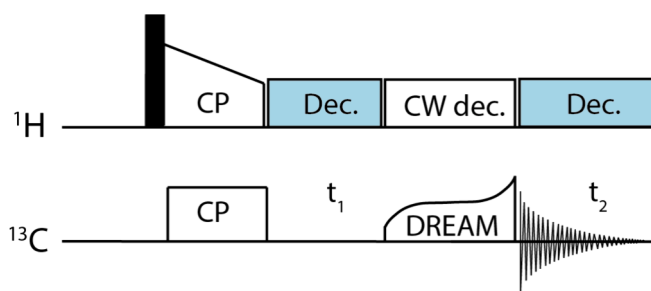 ¹H CP Dec. CW dec. Dec.
¹³C CP t₁ DREAM t₂